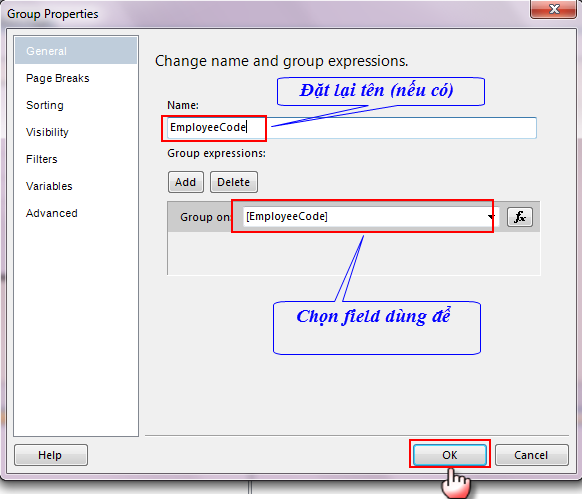 Group Properties
General
Page Breaks
Sorting
Visibility
Filters
Variables
Advanced
Change name and group expressions.
Đặt lại tên (nếu có)
Name:
EmployeeCode
Group expressions:
Add
Delete
Group on:
[EmployeeCode]
fx
Chọn field dùng để
Help
OK
Cancel